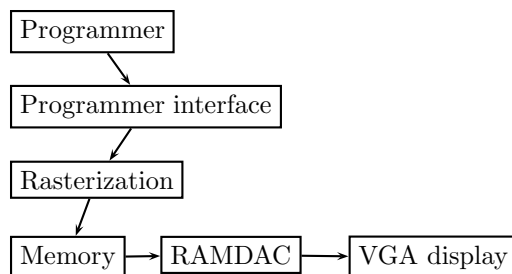 Programmer
Programmer interface
Rasterization
Memory
RAMDAC
VGA display